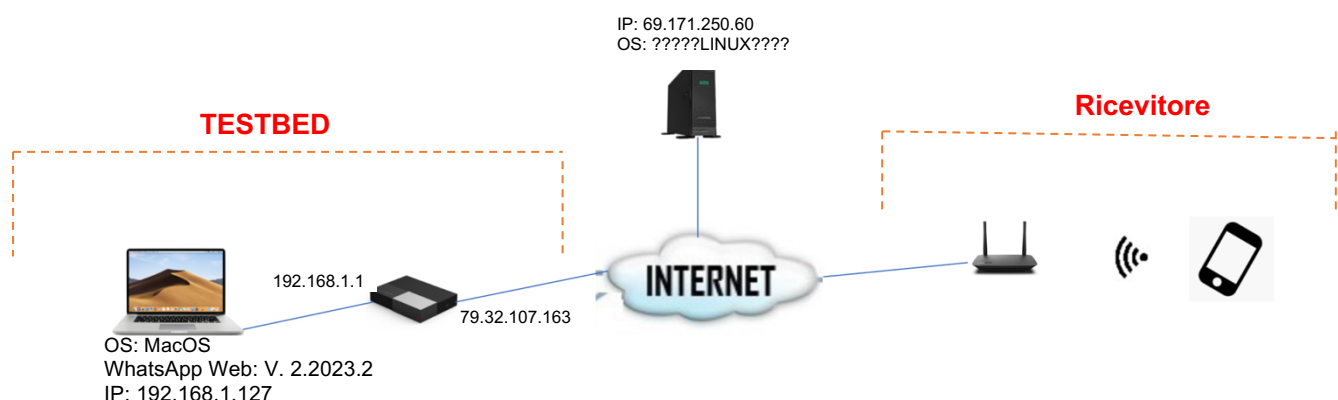 IP: 69.171.250.60
OS: ?????LINUX????
Ricevitore
TESTBED
INTERNET
192.168.1.1
79.32.107.163
OS: MacOS
WhatsApp Web: V. 2.2023.2
IP: 192.168.1.127